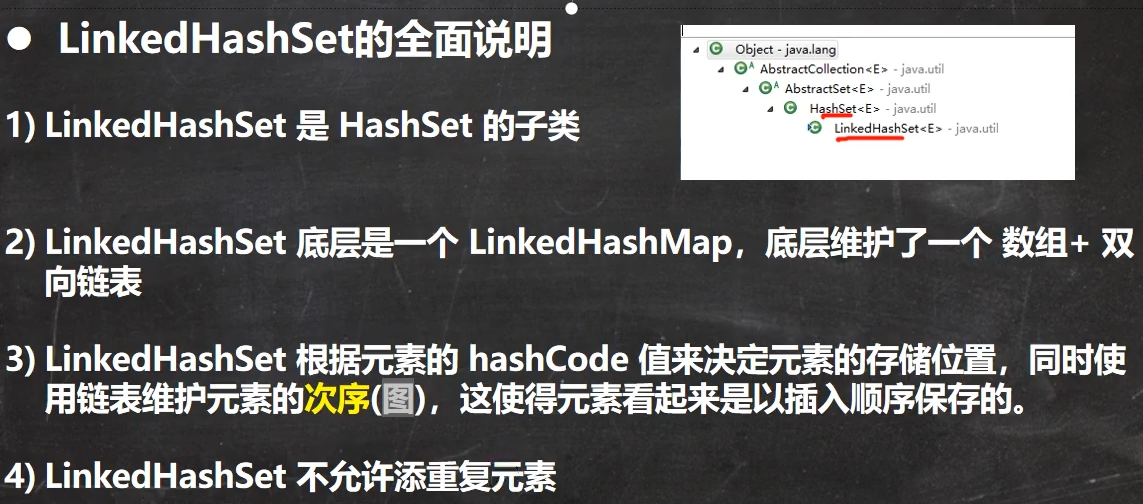 ● LinkedHashSet的全面说明
Object - java.lang
AbstractCollection<E> - java.util
AbstractSet<E> - java.util
HashSet<E> - java.util
LinkedHashSet<E> - java.util
1) LinkedHashSet 是 HashSet 的子类
2) LinkedHashSet 底层是一个 LinkedHashMap，底层维护了一个 数组+ 双
向链表
3) LinkedHashSet 根据元素的 hashCode 值来决定元素的存储位置，同时使
用链表维护元素的次序(图)，这使得元素看起来是以插入顺序保存的。
4) LinkedHashSet 不允许添重复元素